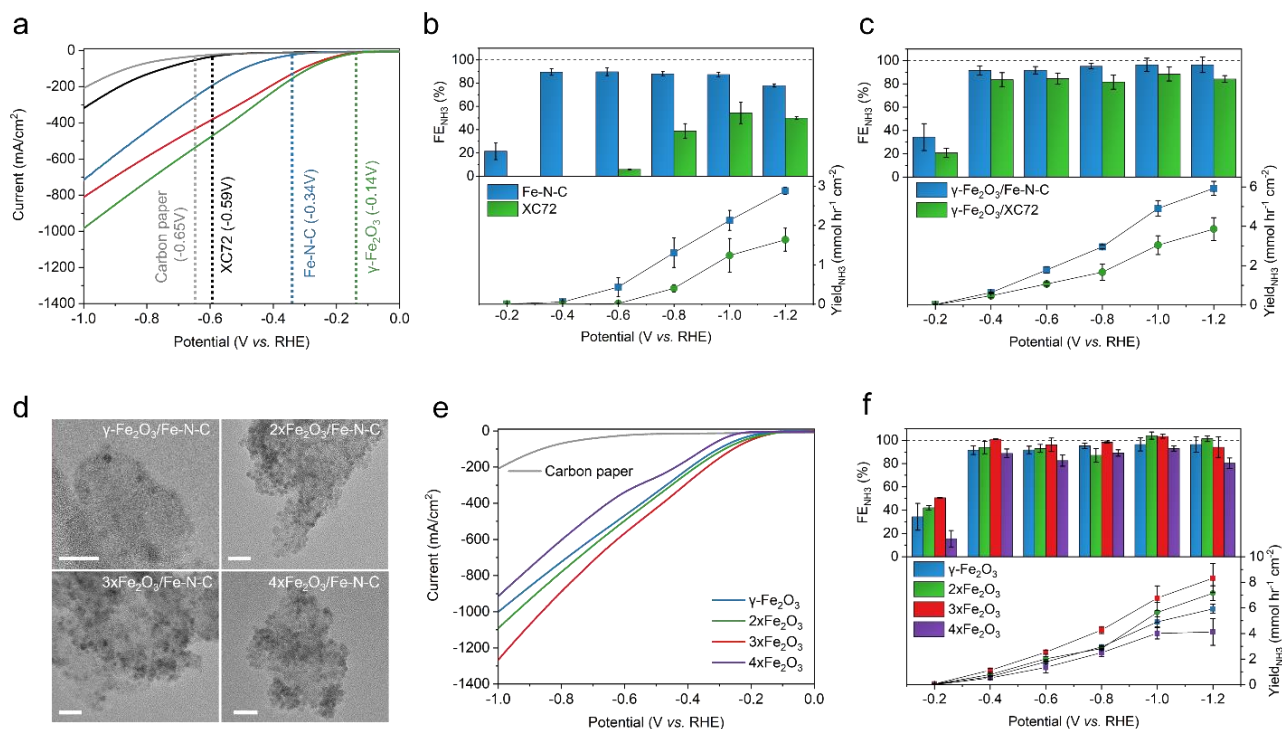 a
0
-200
-400
-600
-800
-1000
-1200
-1400
-1.0
-0.8
-0.6
-0.4
-0.2
0.0
Current (mA/cm²)
Potential (V vs. RHE)
Carbon paper
(-0.65V)
XC72 (-0.59V)
Fe-N-C (-0.34V)
γ-Fe₂O₃ (-0.14V)
b
100
80
60
40
20
0
FE_NH3 (%)
Fe-N-C
XC72
3
2
1
0
Yield_NH3 (mmol hr⁻¹ cm⁻²)
-0.2
-0.4
-0.6
-0.8
-1.0
-1.2
Potential (V vs. RHE)
c
100
80
60
40
20
0
FE_NH3 (%)
γ-Fe₂O₃/Fe-N-C
γ-Fe₂O₃/XC72
6
5
4
3
2
1
0
Yield_NH3 (mmol hr⁻¹ cm⁻²)
-0.2
-0.4
-0.6
-0.8
-1.0
-1.2
Potential (V vs. RHE)
d
γ-Fe₂O₃/Fe-N-C
2xFe₂O₃/Fe-N-C
3xFe₂O₃/Fe-N-C
4xFe₂O₃/Fe-N-C
e
0
-200
-400
-600
-800
-1000
-1200
-1400
Current (mA/cm²)
Carbon paper
γ-Fe₂O₃
2xFe₂O₃
3xFe₂O₃
4xFe₂O₃
-1.0
-0.8
-0.6
-0.4
-0.2
0.0
Potential (V vs. RHE)
f
100
80
60
40
20
0
FE_NH3 (%)
γ-Fe₂O₃
2xFe₂O₃
3xFe₂O₃
4xFe₂O₃
10
8
6
4
2
0
Yield_NH3 (mmol hr⁻¹ cm⁻²)
-0.2
-0.4
-0.6
-0.8
-1.0
-1.2
Potential (V vs. RHE)